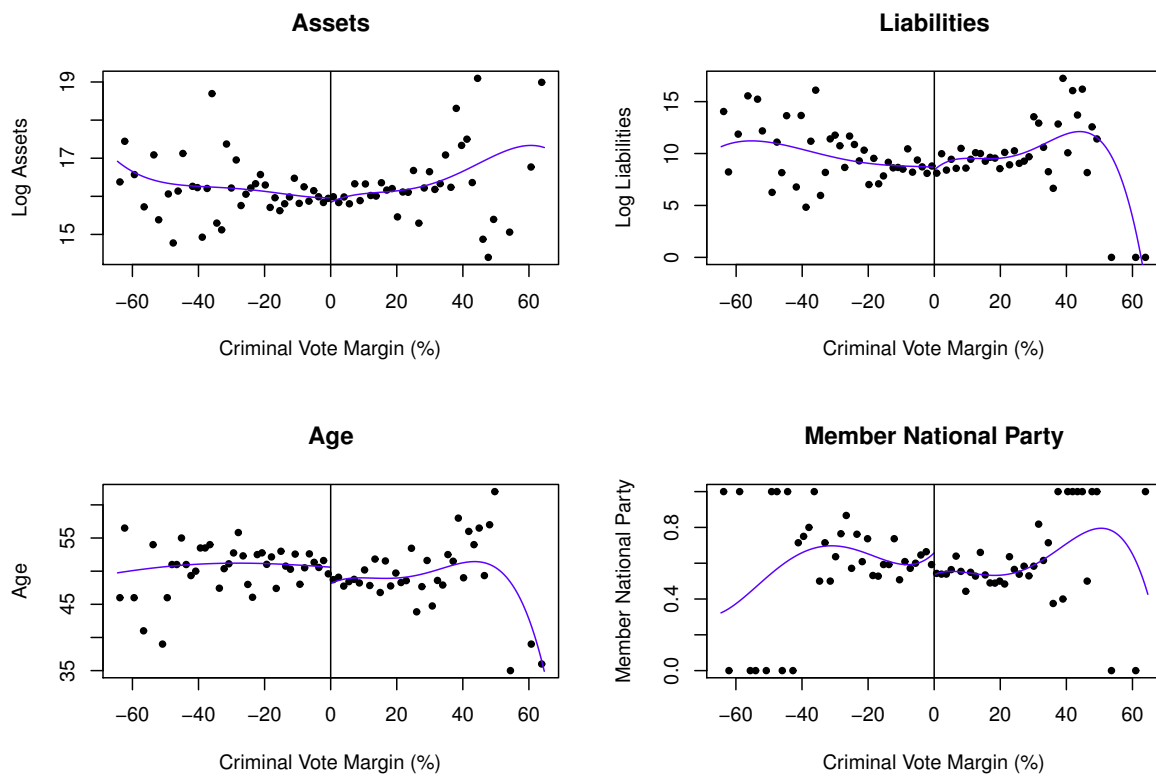 Assets
Log Assets
19
17
15
−60 −40 −20 0 20 40 60
Criminal Vote Margin (%)
Liabilities
Log Liabilities
15
10
5
0
−60 −40 −20 0 20 40 60
Criminal Vote Margin (%)
Age
Age
55
45
35
−60 −40 −20 0 20 40 60
Criminal Vote Margin (%)
Member National Party
Member National Party
0.8
0.4
0.0
−60 −40 −20 0 20 40 60
Criminal Vote Margin (%)